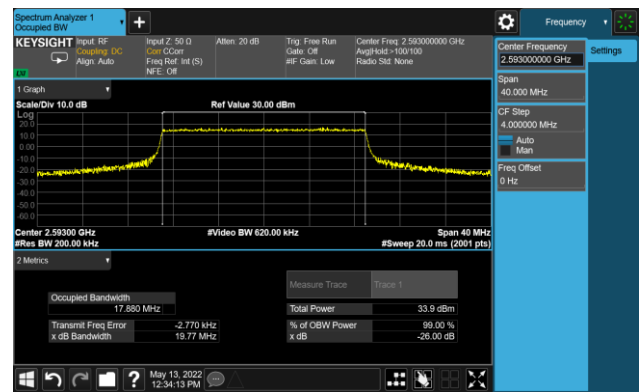 Spectrum Analyzer 1
Occupied BW
Frequency
KEYSIGHT
Input: RF
Coupling: DC
Align: Auto
Input Z: 50 Ω
Corr CCorr
Freq Ref: Int (S)
NFE: Off
Atten: 20 dB
Trig: Free Run
Gate: Off
#IF Gain: Low
Center Freq: 2.593000000 GHz
Avg|Hold:>100/100
Radio Std: None
LXI
Center Frequency
2.593000000 GHz
Settings
Span
40.000 MHz
CF Step
4.000000 MHz
Auto
Man
Freq Offset
0 Hz
1 Graph
Scale/Div 10.0 dB
Ref Value 30.00 dBm
Log
20.0
10.0
0.00
-10.0
-20.0
-30.0
-40.0
-50.0
-60.0
Center 2.59300 GHz
#Video BW 620.00 kHz
Span 40 MHz
#Res BW 200.00 kHz
#Sweep 20.0 ms (2001 pts)
2 Metrics
Measure Trace
Trace 1
Occupied Bandwidth
17.880 MHz
Total Power
33.9 dBm
Transmit Freq Error
-2.770 kHz
% of OBW Power
99.00 %
x dB Bandwidth
19.77 MHz
x dB
-26.00 dB
May 13, 2022
12:34:13 PM